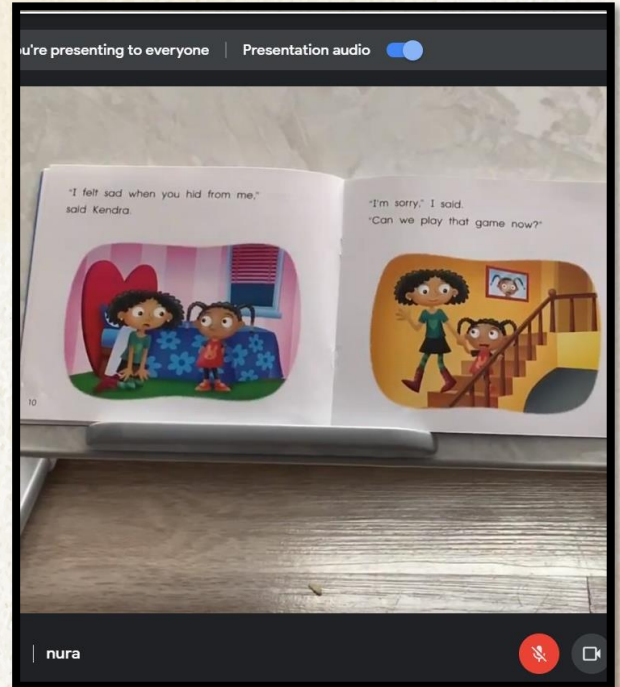 u're presenting to everyone | Presentation audio
"I felt sad when you hid from me,"
said Kendra.
"I'm sorry," I said.
"Can we play that game now?"
10
nura